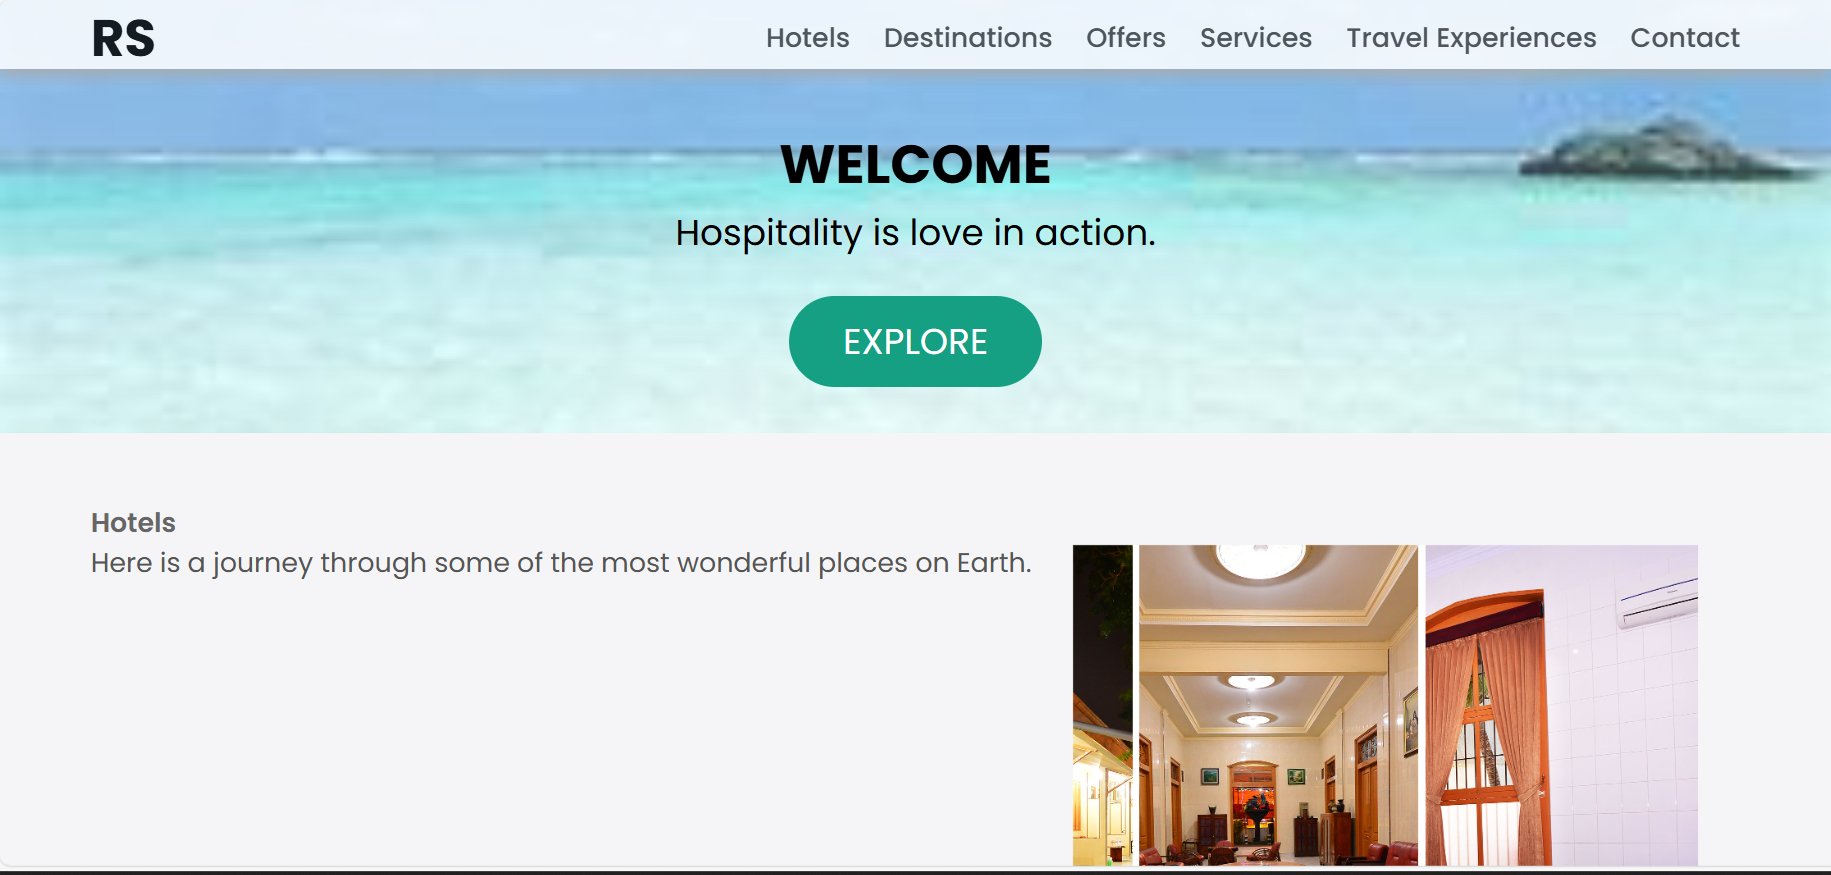 RS
Hotels Destinations Offers Services Travel Experiences Contact
WELCOME
Hospitality is love in action.
EXPLORE
Hotels
Here is a journey through some of the most wonderful places on Earth.